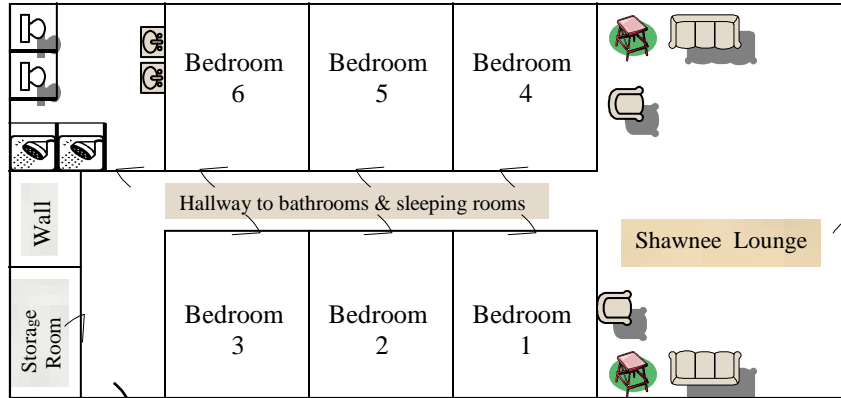 Bedroom
6
Bedroom
5
Bedroom
4
Hallway to bathrooms & sleeping rooms
Wall
Shawnee Lounge
Storage
Room
Bedroom
3
Bedroom
2
Bedroom
1